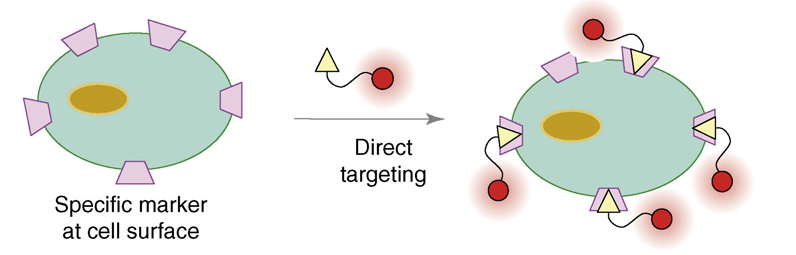 Direct
targeting
Specific marker
at cell surface